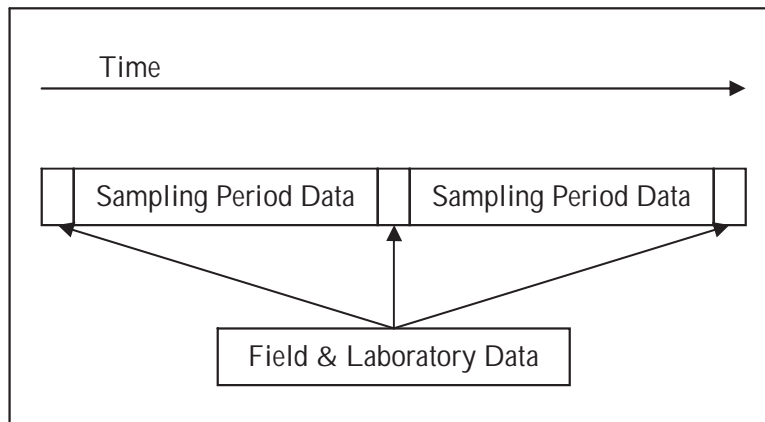 Time
Sampling Period Data
Sampling Period Data
Field & Laboratory Data